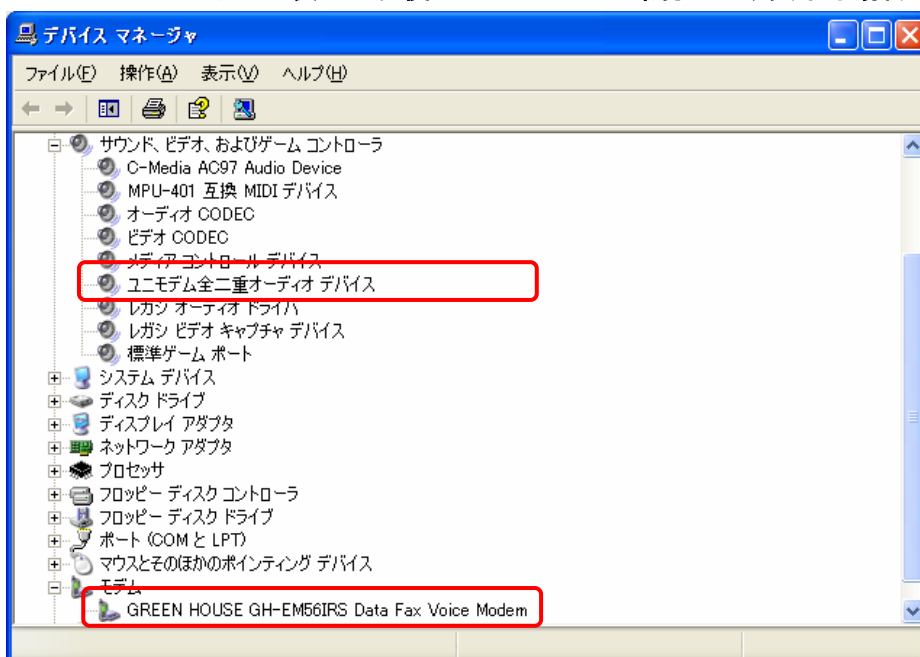 デバイス マネージャ
ファイル(F) 操作(A) 表示(V) ヘルプ(H)
サウンド、ビデオ、およびゲーム コントローラ
C-Media AC97 Audio Device
MPU-401 互換 MIDI デバイス
オーディオ CODEC
ビデオ CODEC
メディア コントロール デバイス
ユニモデム全二重オーディオ デバイス
レガシ オーディオ ドライバ
レガシ ビデオ キャプチャ デバイス
標準ゲーム ポート
システム デバイス
ディスク ドライブ
ディスプレイ アダプタ
ネットワーク アダプタ
プロセッサ
フロッピー ディスク コントローラ
フロッピー ディスク ドライブ
ポート (COM と LPT)
マウスとそのほかのポインティング デバイス
モデム
GREEN HOUSE GH-EM56IRS Data Fax Voice Modem